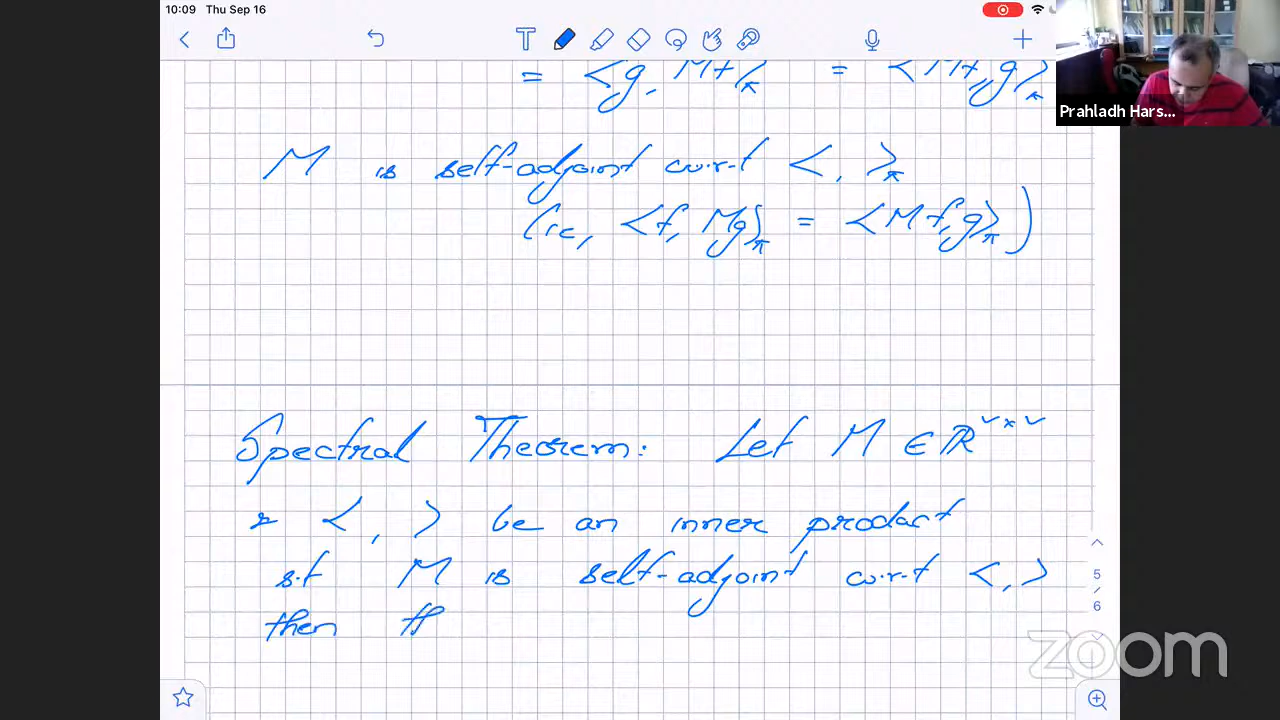 10:09 Thu Sep 16
= <g, Mf>π = <Mf, g>π
Prahladh Hars...
M is self-adjoint w.r.t < , >π
(ie, <f, Mg>π = <Mf, g>π)
Spectral Theorem: Let M ∈ ℝ^{V×V}
& < , > be an inner product
s.t M is self-adjoint w.r.t < , >
then th
5
/
6
zoom